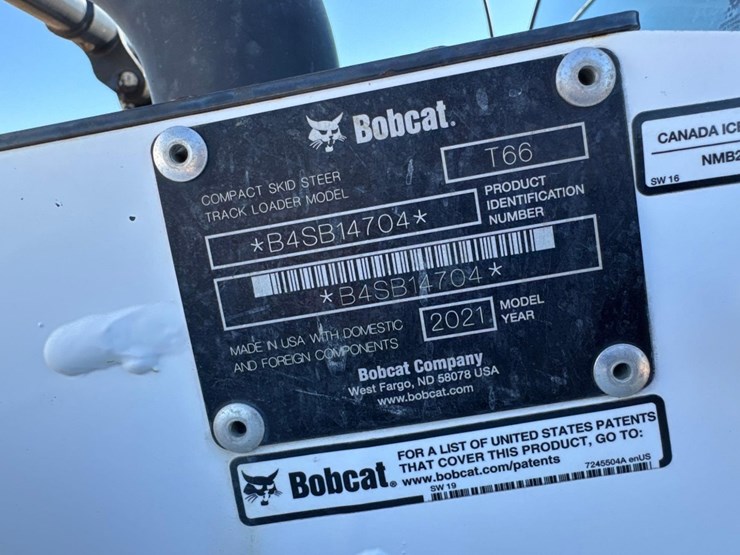 Bobcat.
COMPACT SKID STEER
TRACK LOADER MODEL
T66
*B4SB14704*
PRODUCT
IDENTIFICATION
NUMBER
*B4SB14704*
MADE IN USA WITH DOMESTIC
AND FOREIGN COMPONENTS
2021
MODEL
YEAR
Bobcat Company
West Fargo, ND 58078 USA
www.bobcat.com
CANADA
SW 16
Bobcat®
FOR A LIST OF UNITED STATES PATENTS
THAT COVER THIS PRODUCT, GO TO:
www.bobcat.com/patents
7245504A enUS
SW 19